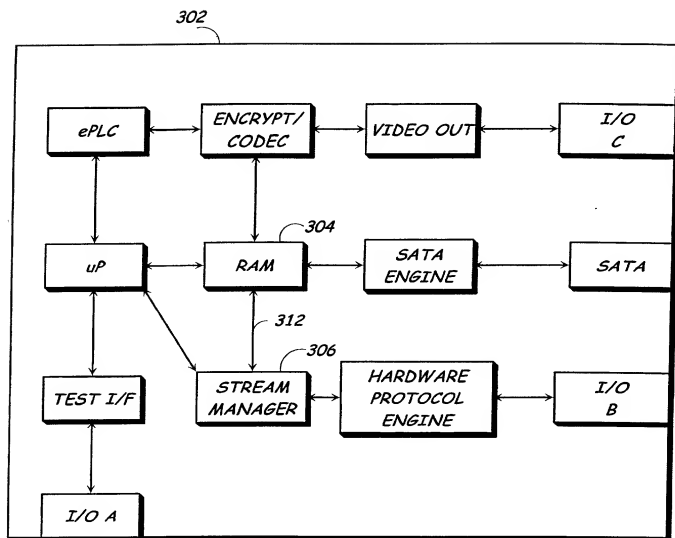 302
ePLC
ENCRYPT/
CODEC
VIDEO OUT
I/O
C
304
uP
RAM
SATA
ENGINE
SATA
312
306
TEST I/F
STREAM
MANAGER
HARDWARE
PROTOCOL
ENGINE
I/O
B
I/O A